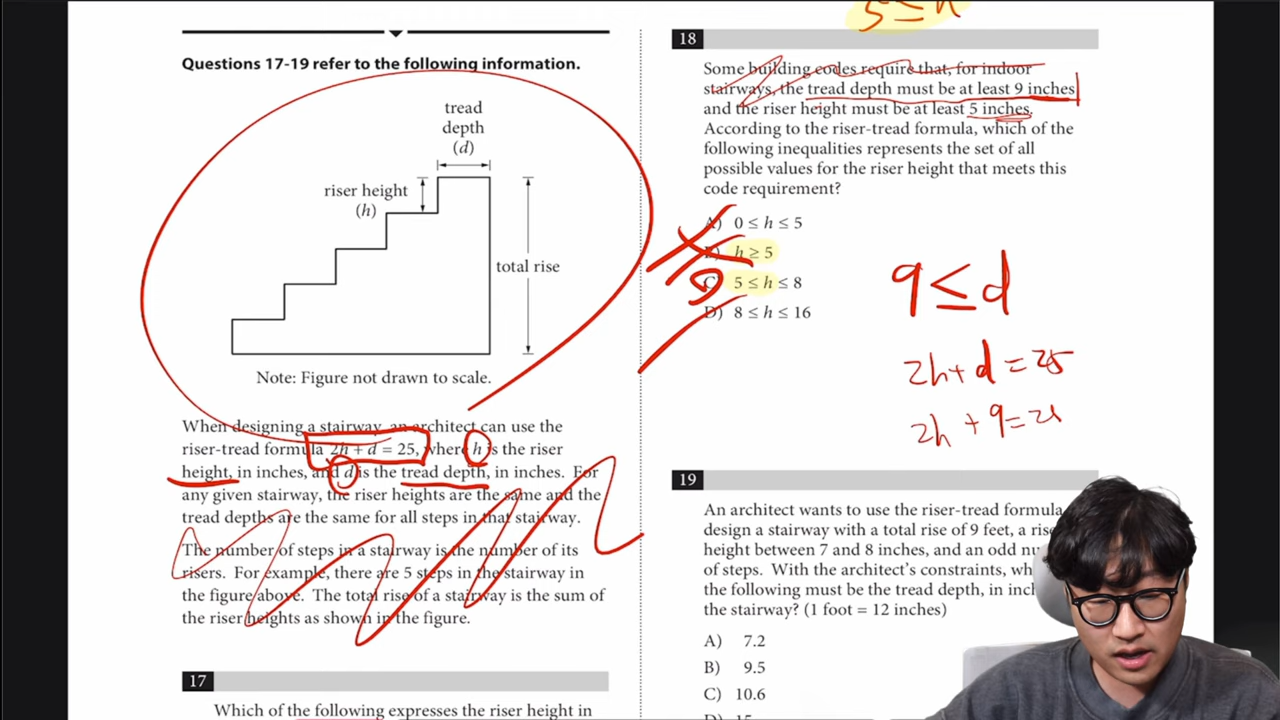 Questions 17-19 refer to the following information.
tread
depth
(d)
riser height
(h)
total rise
Note: Figure not drawn to scale.
When designing a stairway, an architect can use the
riser-tread formula 2h + d = 25, where h is the riser
height, in inches, and d is the tread depth, in inches. For
any given stairway, the riser heights are the same and the
tread depths are the same for all steps in that stairway.
The number of steps in a stairway is the number of its
risers. For example, there are 5 steps in the stairway in
the figure above. The total rise of a stairway is the sum of
the riser heights as shown in the figure.
17
Which of the following expresses the riser height in
5 ≤ h
18
Some building codes require that, for indoor
stairways, the tread depth must be at least 9 inches
and the riser height must be at least 5 inches.
According to the riser-tread formula, which of the
following inequalities represents the set of all
possible values for the riser height that meets this
code requirement?
A) 0 ≤ h ≤ 5
B) h ≥ 5
C) 5 ≤ h ≤ 8
D) 8 ≤ h ≤ 16
9 ≤ d
2h + d = 25
2h + 9 =
19
An architect wants to use the riser-tread formula
design a stairway with a total rise of 9 feet, a
height between 7 and 8 inches, and an odd
of steps. With the architect's constraints,
the following must be the tread depth, in
the stairway? (1 foot = 12 inches)
A) 7.2
B) 9.5
C) 10.6
D) 15